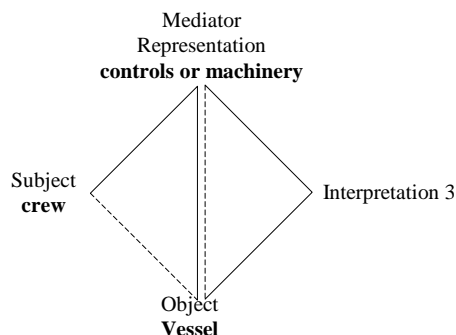 Mediator
Representation
controls or machinery
Subject
crew
Interpretation 3
Object
Vessel